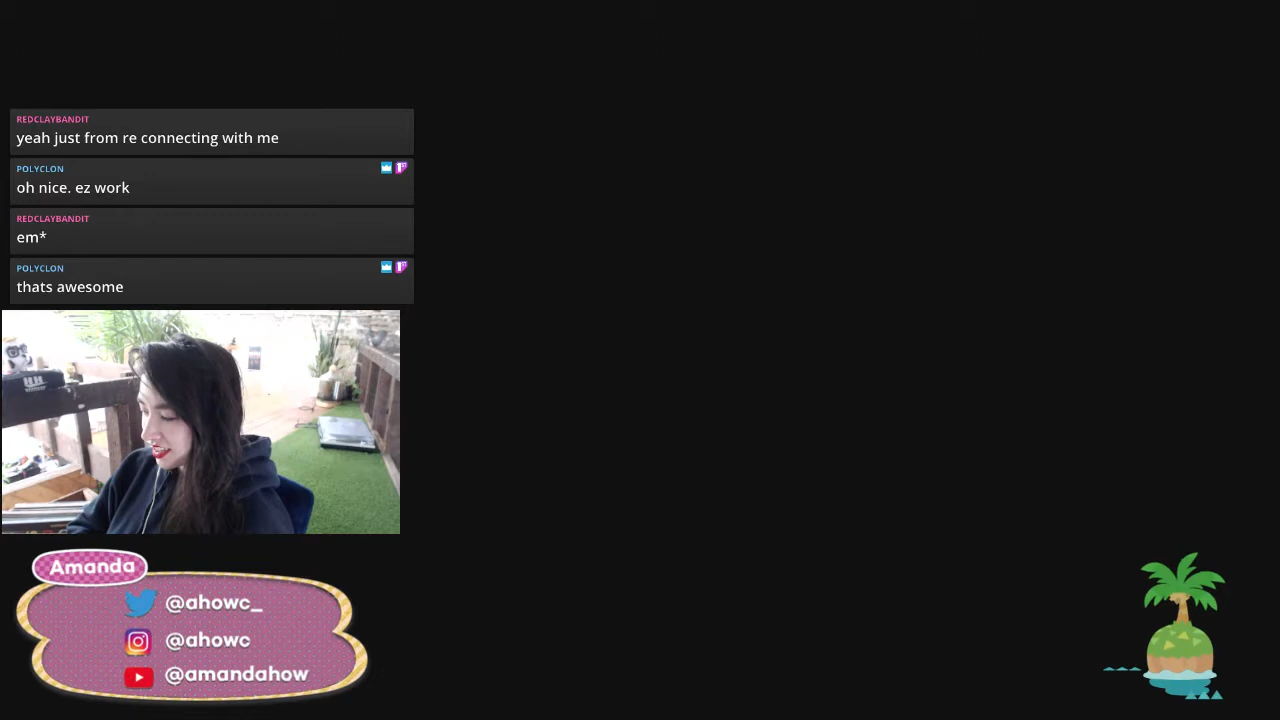 REDCLAYBANDIT
yeah just from re connecting with me
POLYCLON
oh nice. ez work
REDCLAYBANDIT
em*
POLYCLON
thats awesome
Amanda
@ahowc_
@ahowc
@amandahow